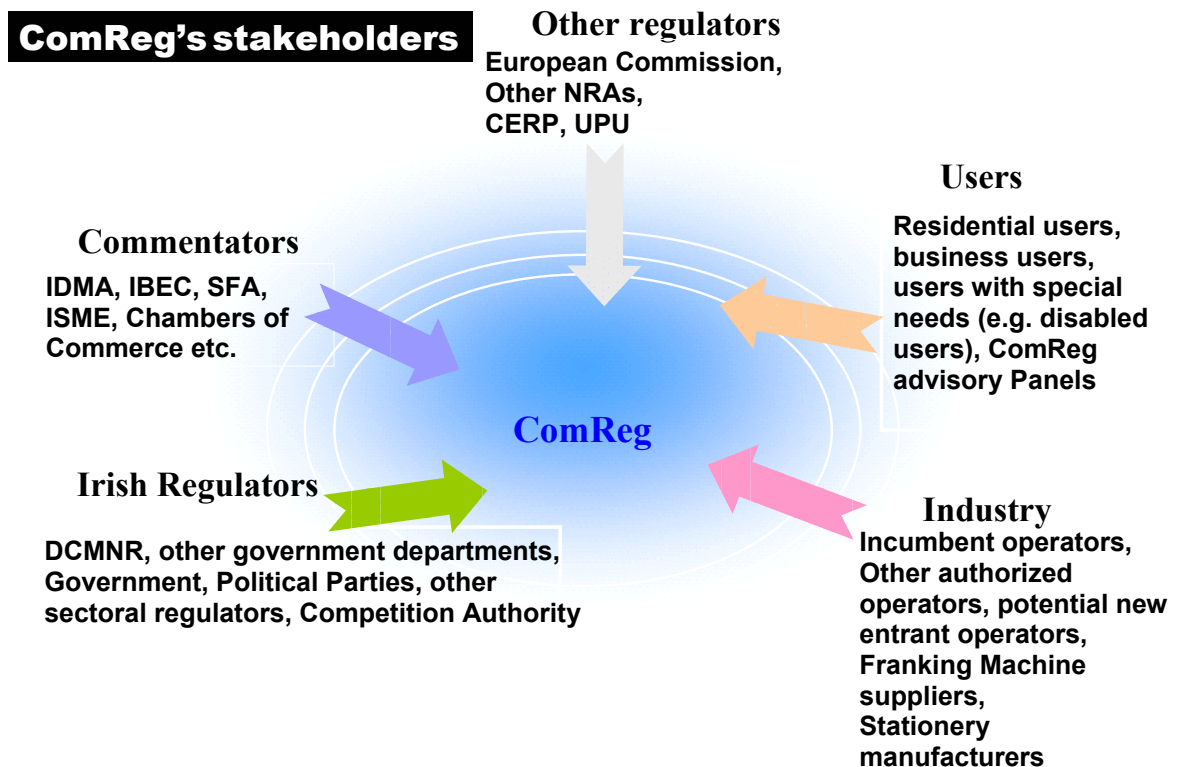 ComReg's stakeholders
Other regulators
European Commission,
Other NRAs,
CERP, UPU
Users
Residential users,
business users,
users with special
needs (e.g. disabled
users), ComReg
advisory Panels
Commentators
IDMA, IBEC, SFA,
ISME, Chambers of
Commerce etc.
ComReg
Irish Regulators
DCMNR, other government departments,
Government, Political Parties, other
sectoral regulators, Competition Authority
Industry
Incumbent operators,
Other authorized
operators, potential new
entrant operators,
Franking Machine
suppliers,
Stationery
manufacturers